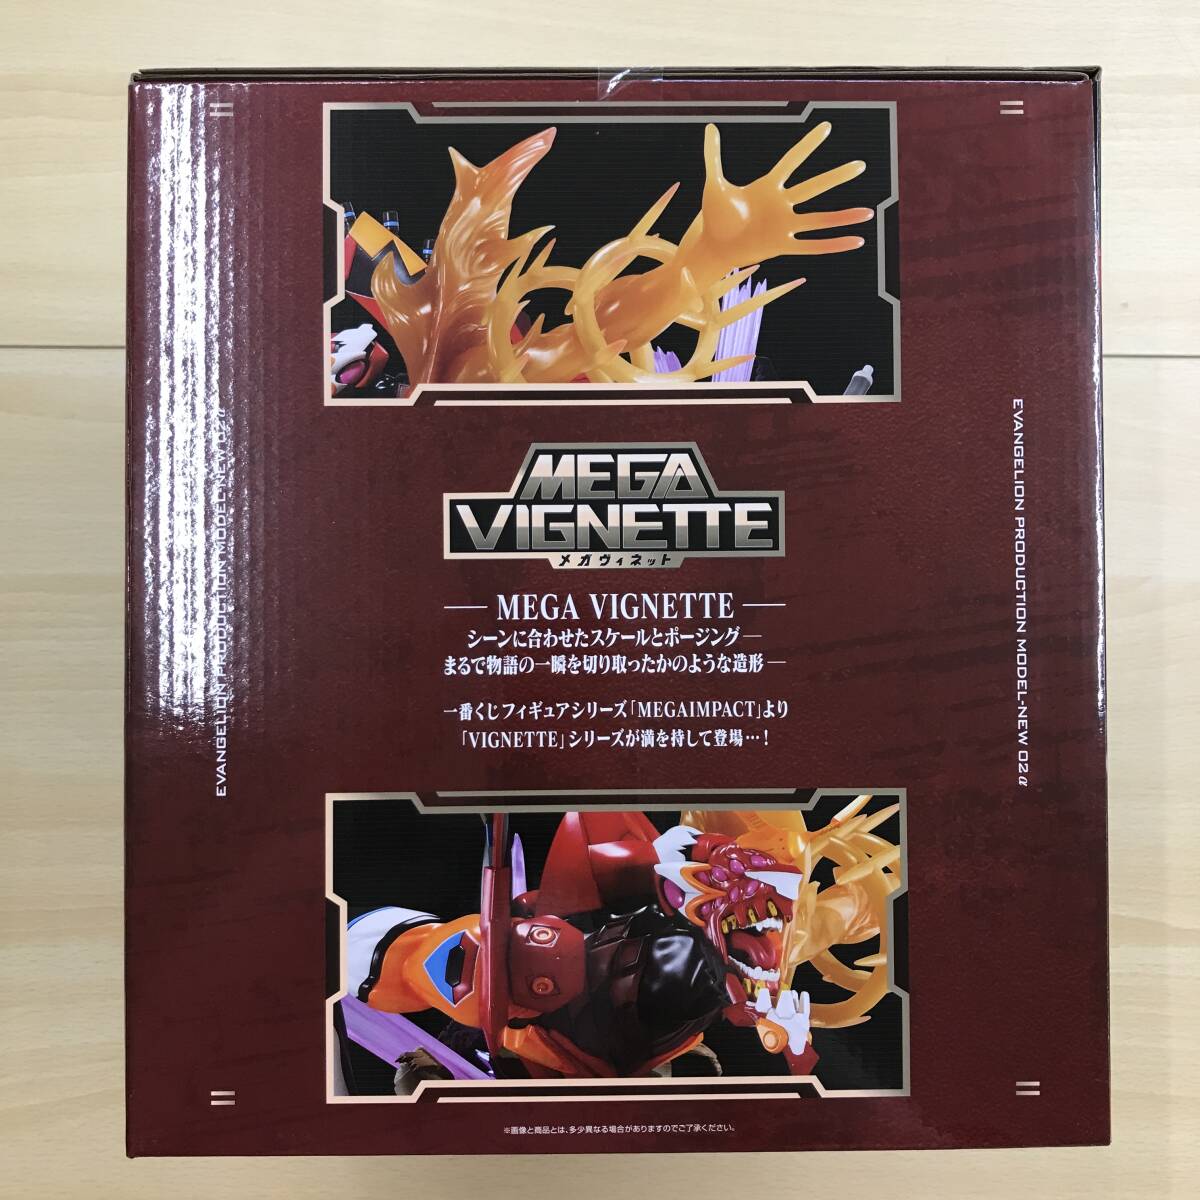 MEGA
VIGNETTE
メガヴィネット
— MEGA VIGNETTE —
シーンに合わせたスケールとポージング―
まるで物語の一瞬を切り取ったかのような造形―
一番くじフィギュアシリーズ「MEGAIMPACT」より
「VIGNETTE」シリーズが満を持して登場…!
EVANGELION PRODUCTION MODEL-NEW 02α
EVANGELION PRODUCTION MODEL-NEW 02α
※画像と商品とは、多少異なる場合がありますのでご了承ください。